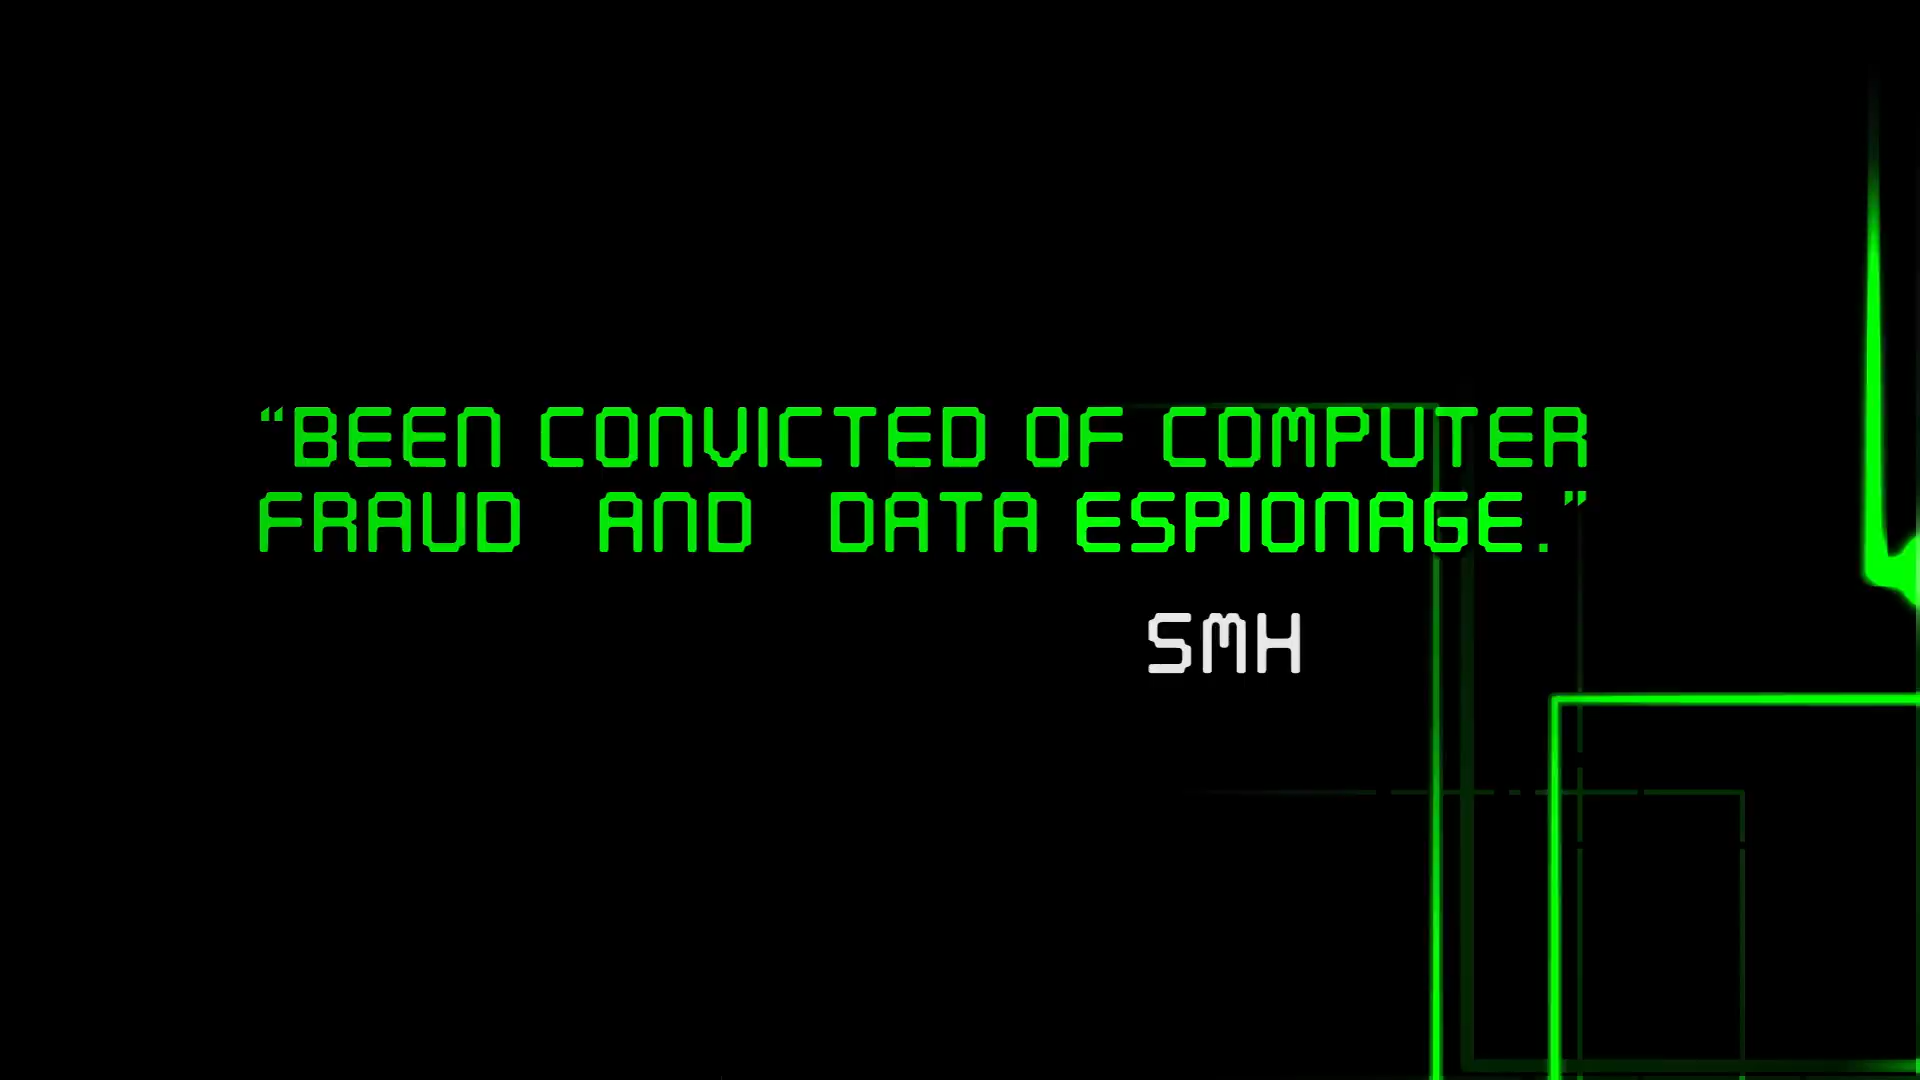 “BEEN CONVICTED OF COMPUTER
FRAUD AND DATA ESPIONAGE.”
SMH